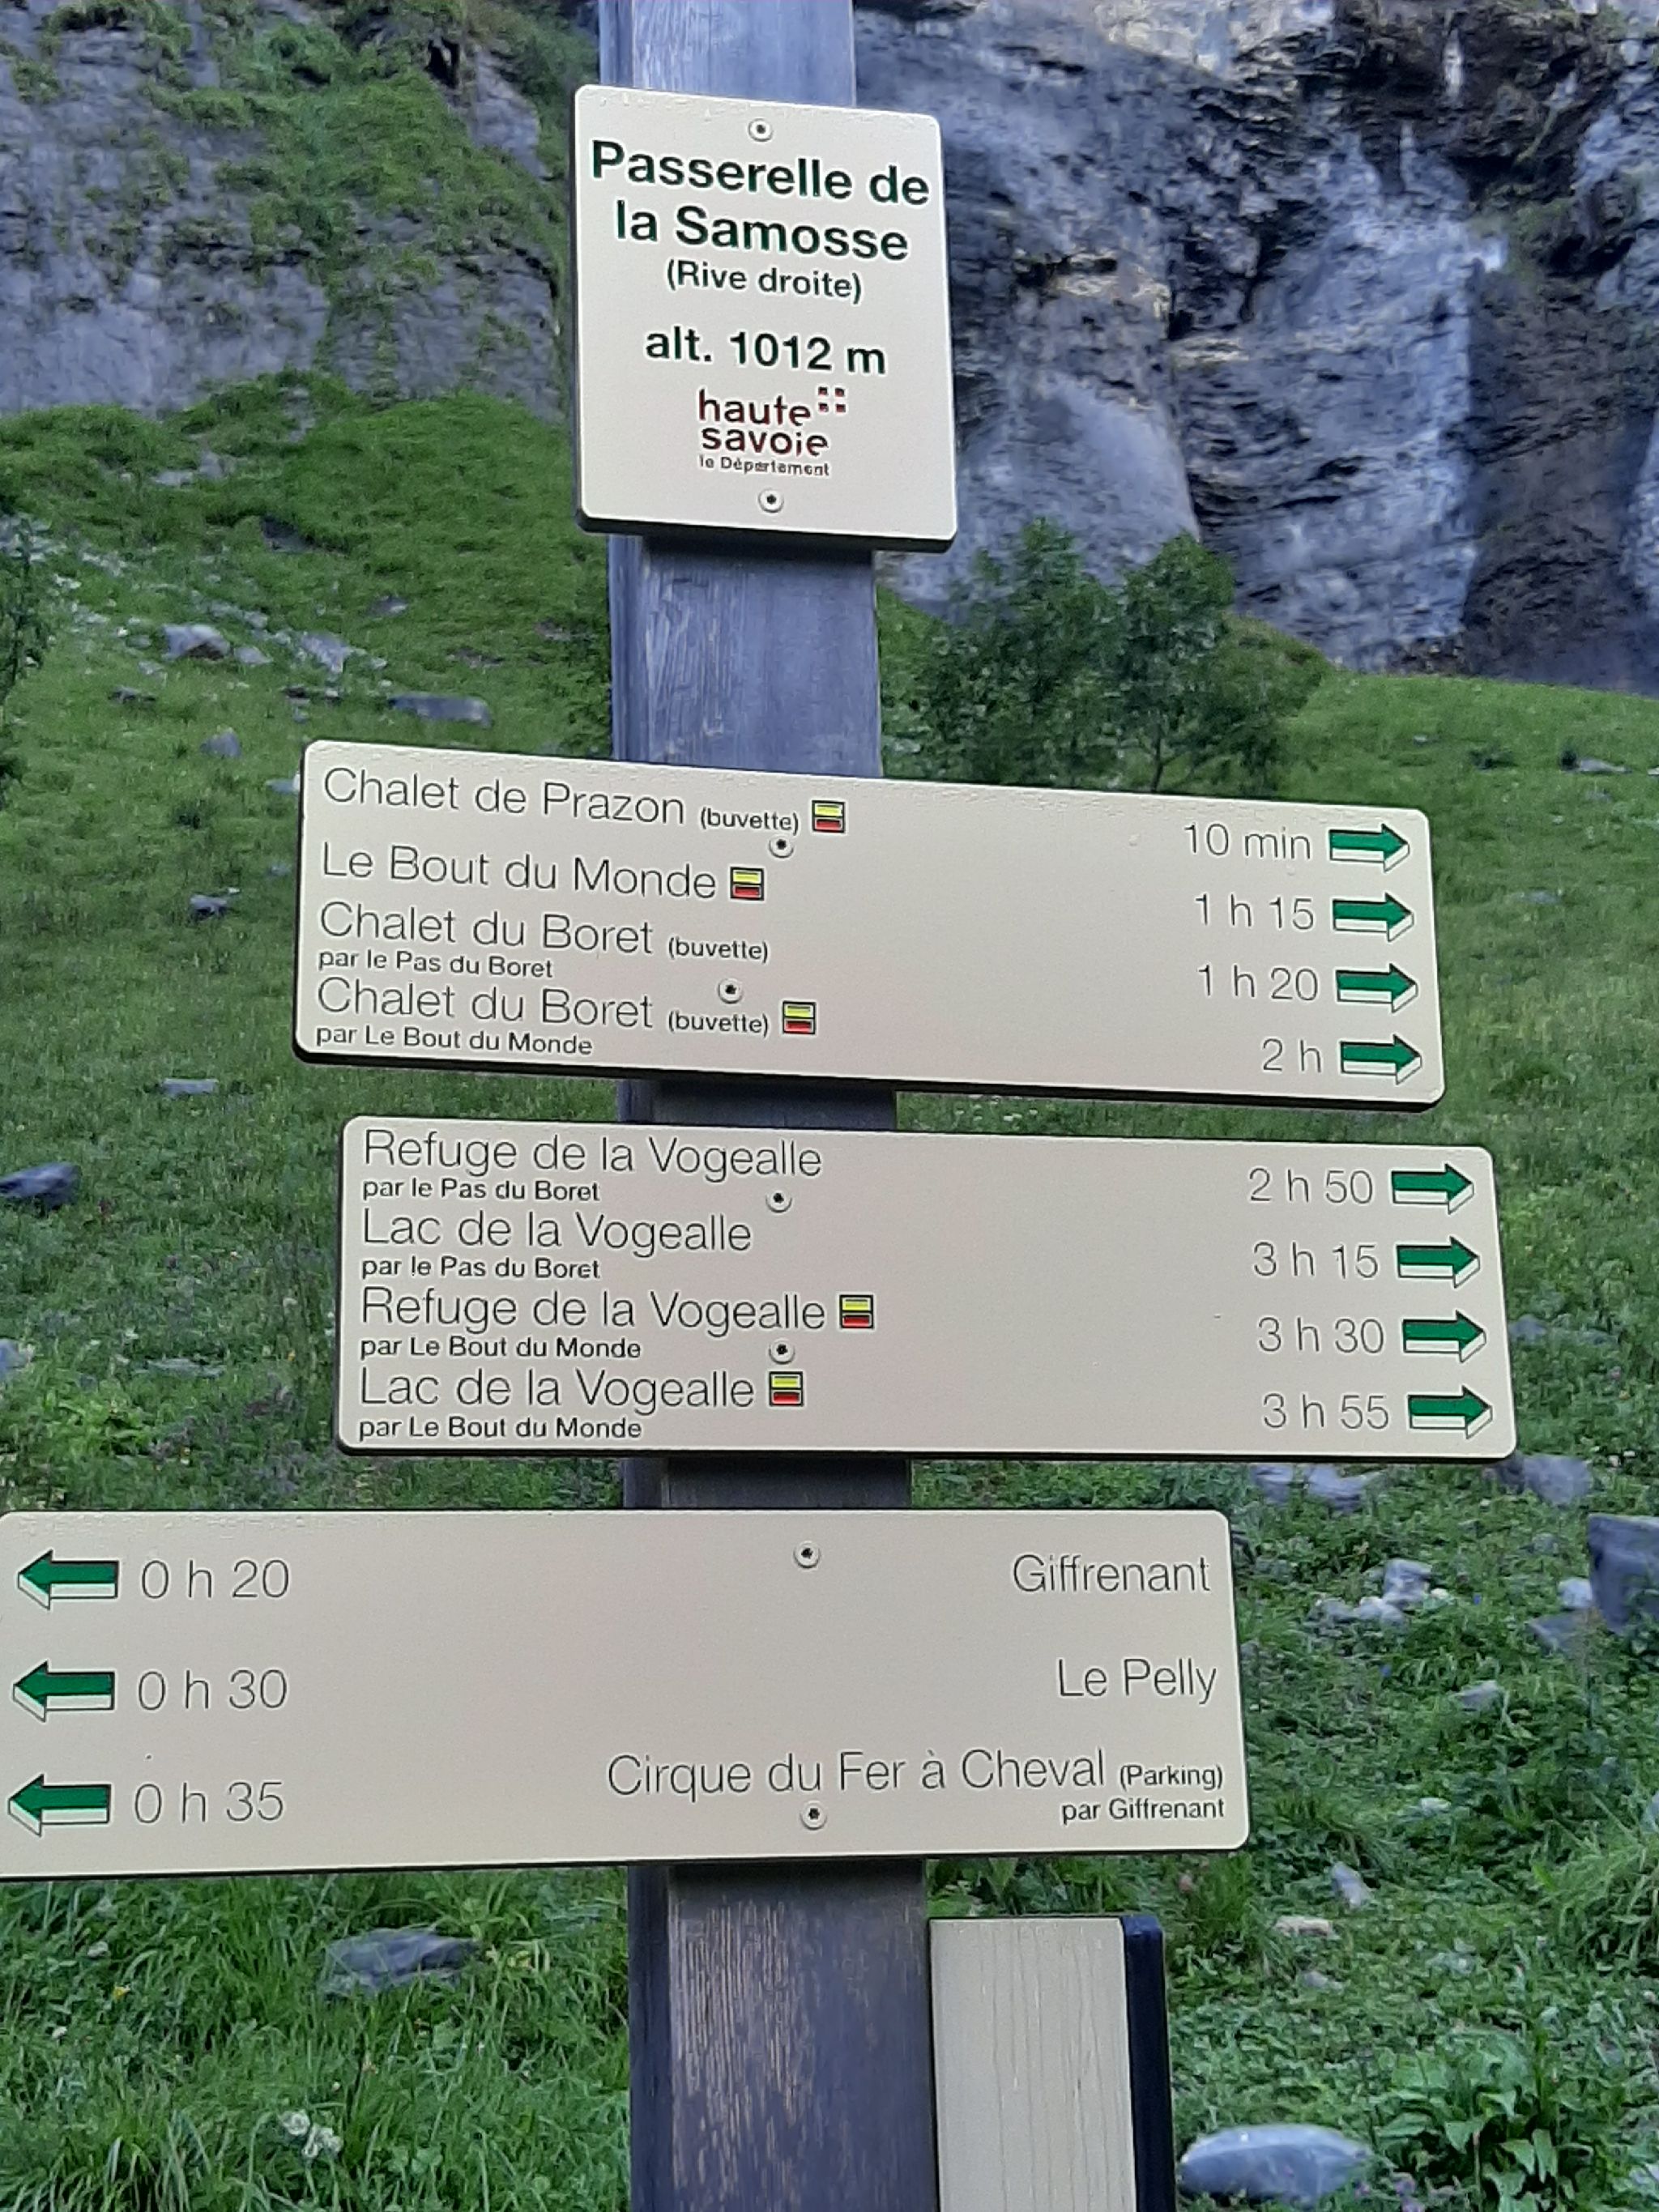 Passerelle de
la Samosse
(Rive droite)
alt. 1012 m
haute
savoie
le Département
Chalet de Prazon (buvette) 10 min
Le Bout du Monde 1 h 15
Chalet du Boret (buvette) 1 h 20
par le Pas du Boret
Chalet du Boret (buvette) 2 h
par Le Bout du Monde
Refuge de la Vogealle 2 h 50
par le Pas du Boret
Lac de la Vogealle 3 h 15
par le Pas du Boret
Refuge de la Vogealle 3 h 30
par Le Bout du Monde
Lac de la Vogealle 3 h 55
par Le Bout du Monde
0 h 20 Giffrenant
0 h 30 Le Pelly
0 h 35 Cirque du Fer à Cheval (Parking)
par Giffrenant